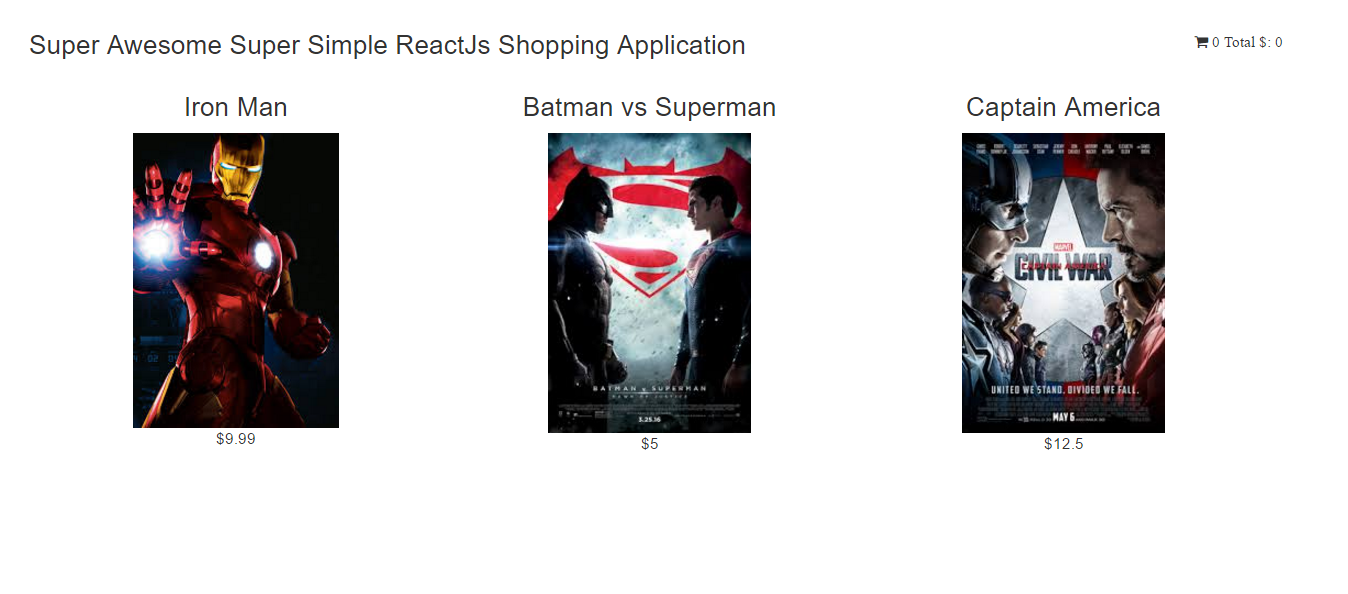 Super Awesome Super Simple ReactJs Shopping Application
0 Total $: 0
Iron Man
Batman vs Superman
Captain America
MARVEL
CAPTAIN AMERICA
CIVIL WAR
BATMAN v SUPERMAN
DAWN OF JUSTICE
3.25.16
UNITED WE STAND. DIVIDED WE FALL.
MAY 6
$9.99
$5
$12.5